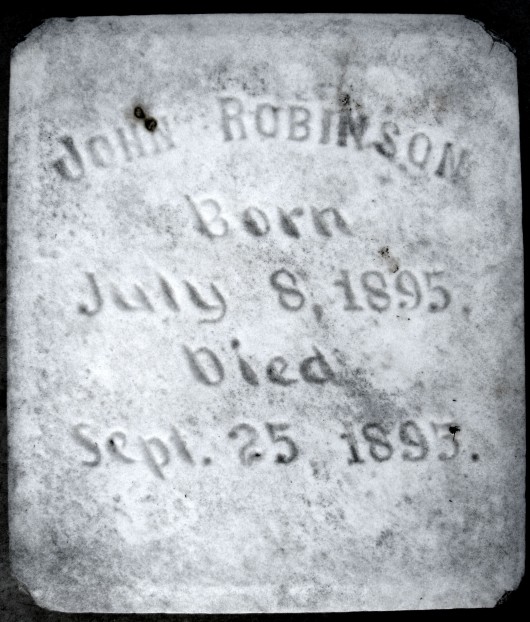 JOHN ROBINSON
Born
July 8, 1895.
Died
Sept. 25, 1895.